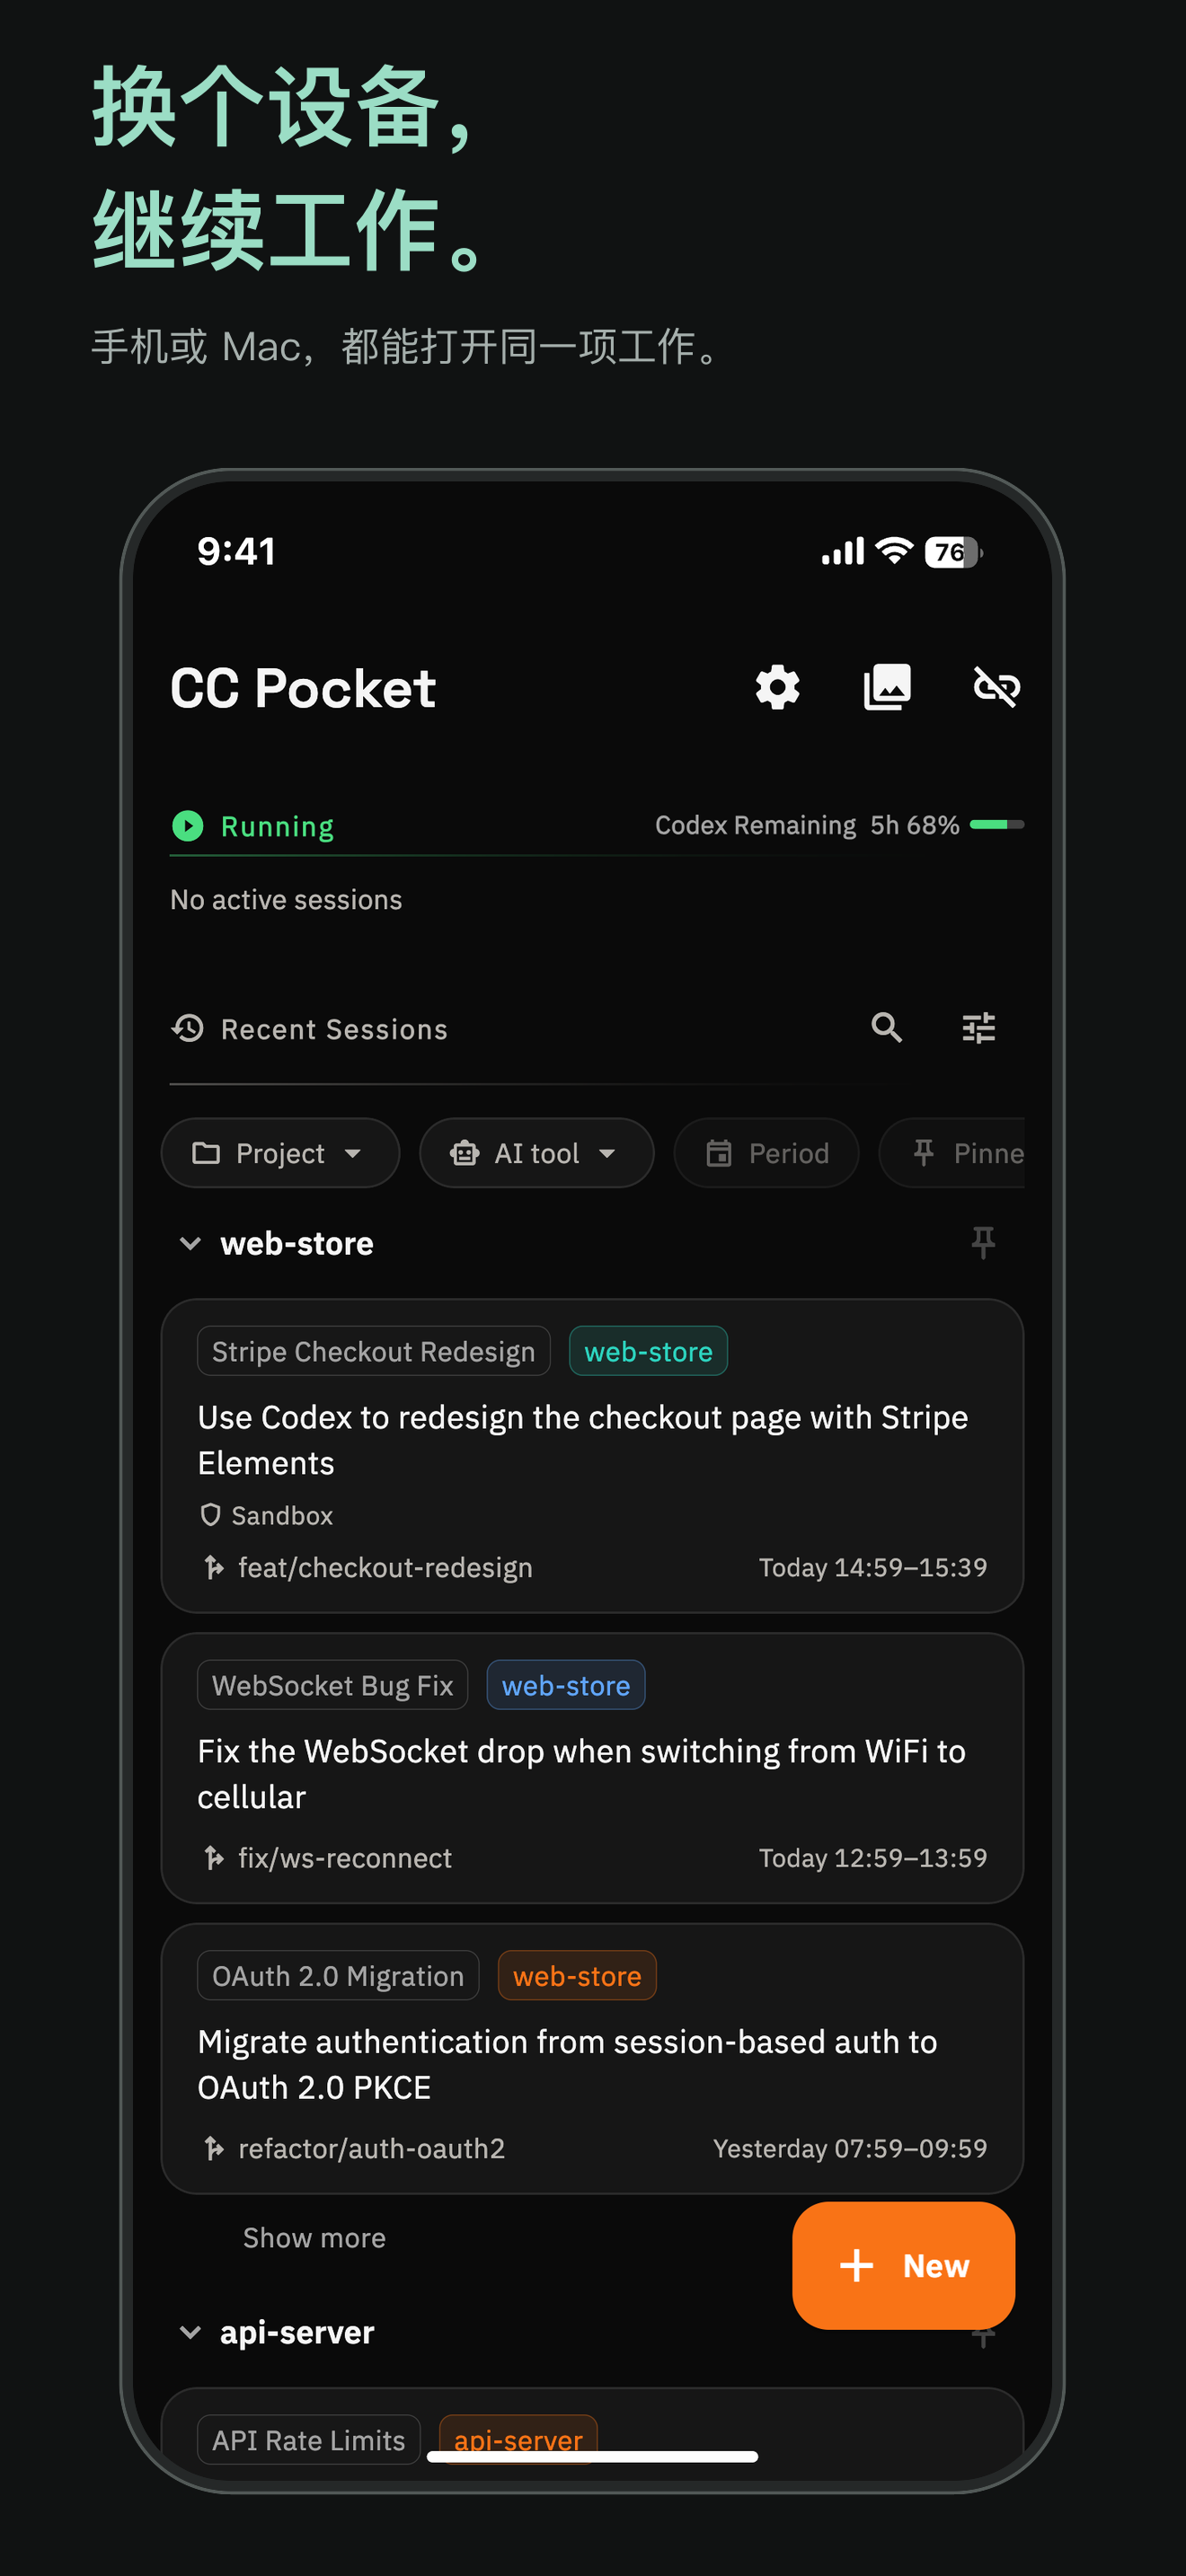 换个设备，
继续工作。
手机或 Mac，都能打开同一项工作。
9:41
76
CC Pocket
Running
Codex Remaining 5h 68%
No active sessions
Recent Sessions
Project
AI tool
Period
Pinne
web-store
Stripe Checkout Redesign
web-store
Use Codex to redesign the checkout page with Stripe
Elements
Sandbox
feat/checkout-redesign
Today 14:59–15:39
WebSocket Bug Fix
web-store
Fix the WebSocket drop when switching from WiFi to
cellular
fix/ws-reconnect
Today 12:59–13:59
OAuth 2.0 Migration
web-store
Migrate authentication from session-based auth to
OAuth 2.0 PKCE
refactor/auth-oauth2
Yesterday 07:59–09:59
Show more
New
api-server
API Rate Limits
api-server